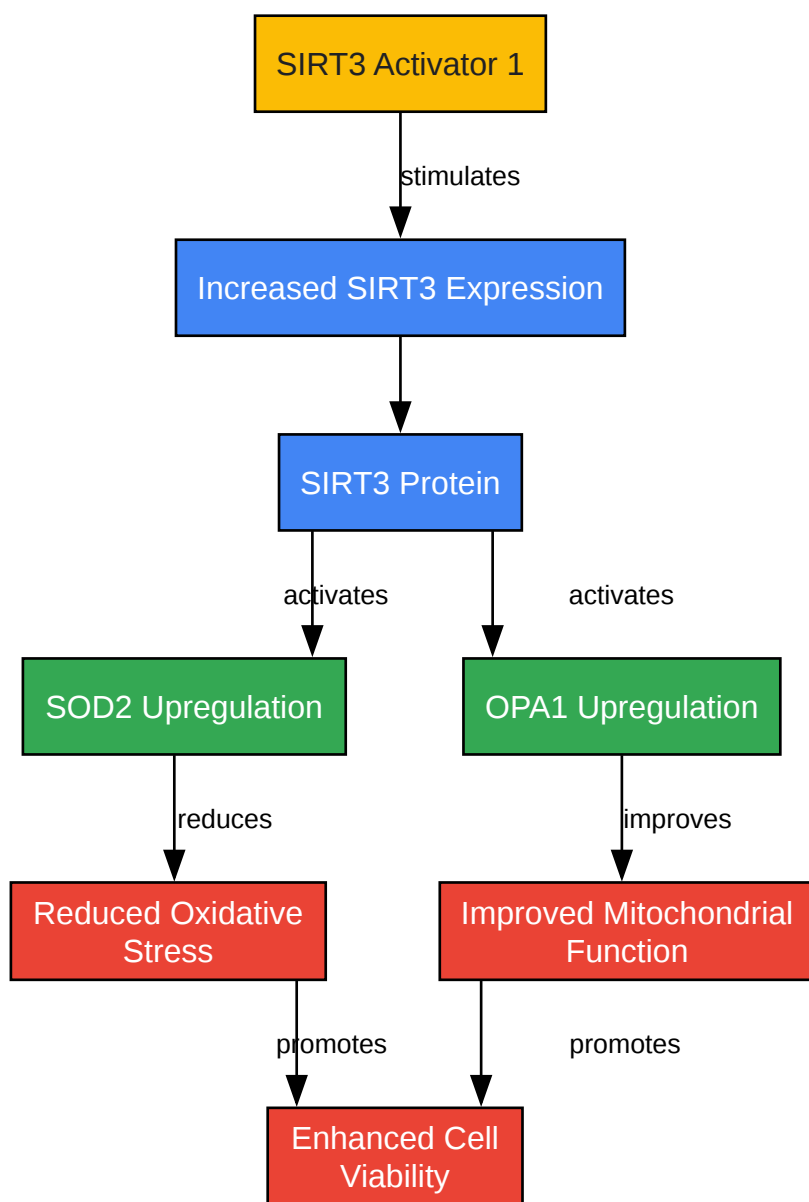 SIRT3 Activator 1
stimulates
Increased SIRT3 Expression
SIRT3 Protein
activates
activates
SOD2 Upregulation
OPA1 Upregulation
reduces
improves
Reduced Oxidative
Stress
Improved Mitochondrial
Function
promotes
promotes
Enhanced Cell
Viability